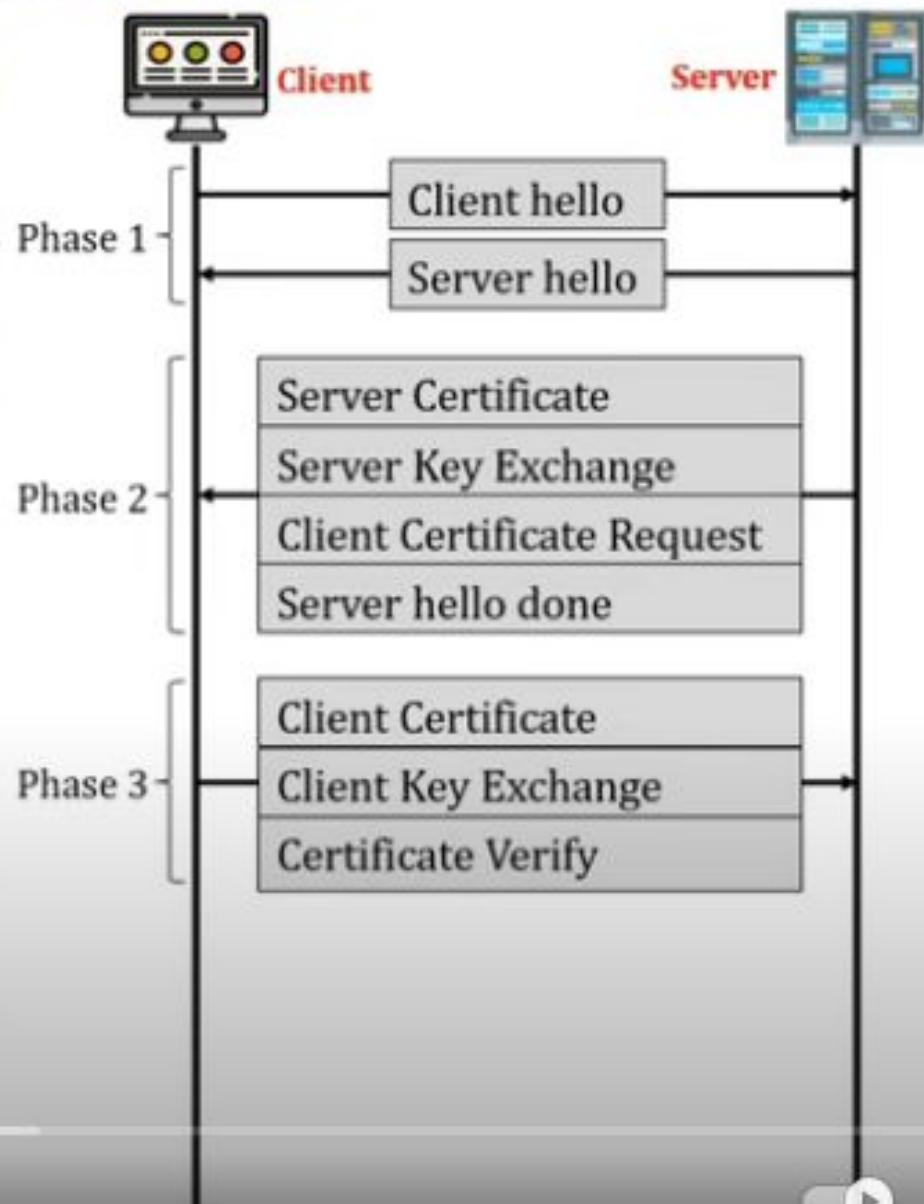 Client
Server
Phase 1
Client hello
Server hello
Phase 2
Server Certificate
Server Key Exchange
Client Certificate Request
Server hello done
Phase 3
Client Certificate
Client Key Exchange
Certificate Verify